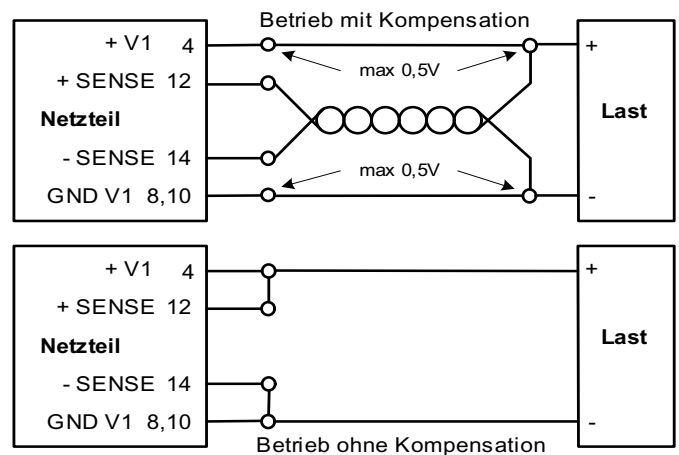 Betrieb mit Kompensation
+ V1 4
+ SENSE 12
Netzteil
- SENSE 14
GND V1 8,10
max 0,5V
max 0,5V
+
Last
-
+ V1 4
+ SENSE 12
Netzteil
- SENSE 14
GND V1 8,10
+
Last
-
Betrieb ohne Kompensation